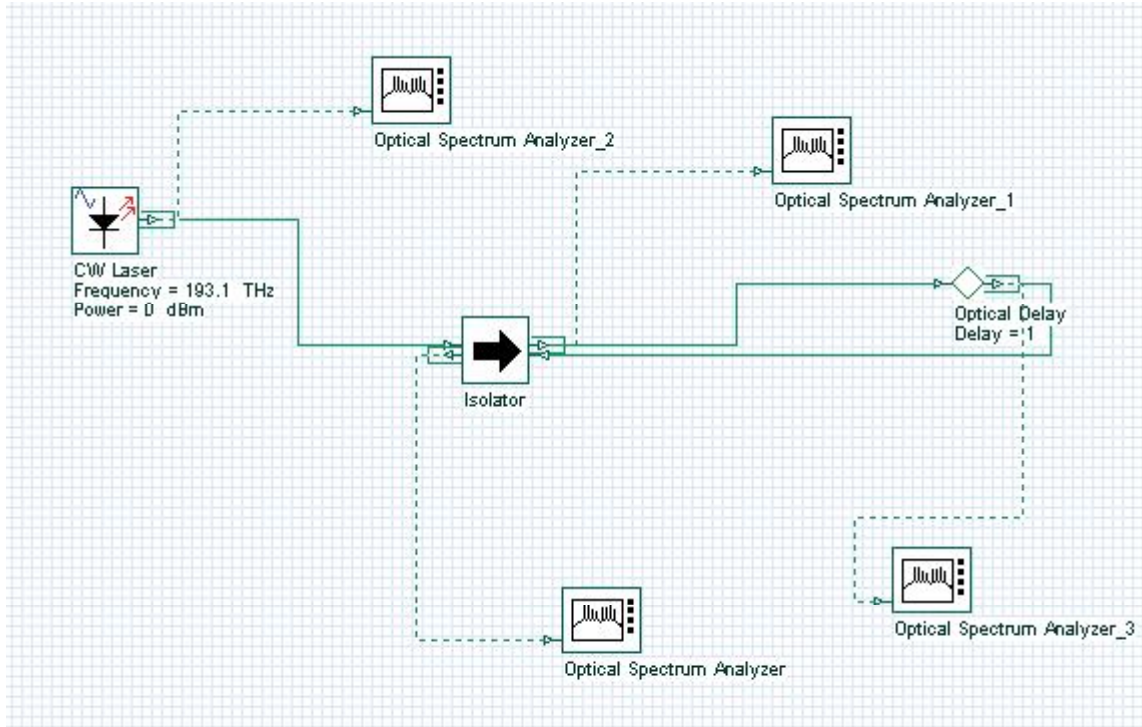 Optical Spectrum Analyzer_2
Optical Spectrum Analyzer_1
CW Laser
Frequency = 193.1 THz
Power = 0 dBm
Optical Delay
Delay = 1
Isolator
Optical Spectrum Analyzer_3
Optical Spectrum Analyzer